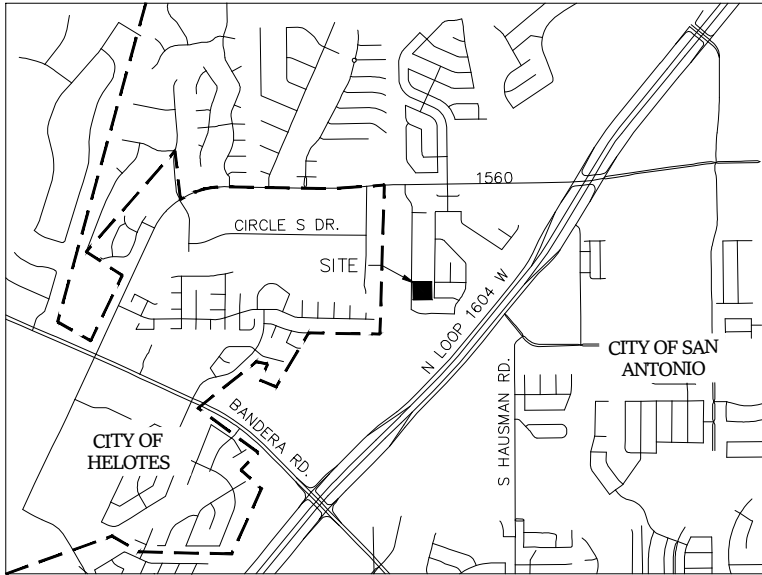 1560
CIRCLE S DR.
SITE
N LOOP 1604 W
CITY OF SAN
ANTONIO
S HAUSMAN RD.
BANDERA RD.
CITY OF
HELOTES